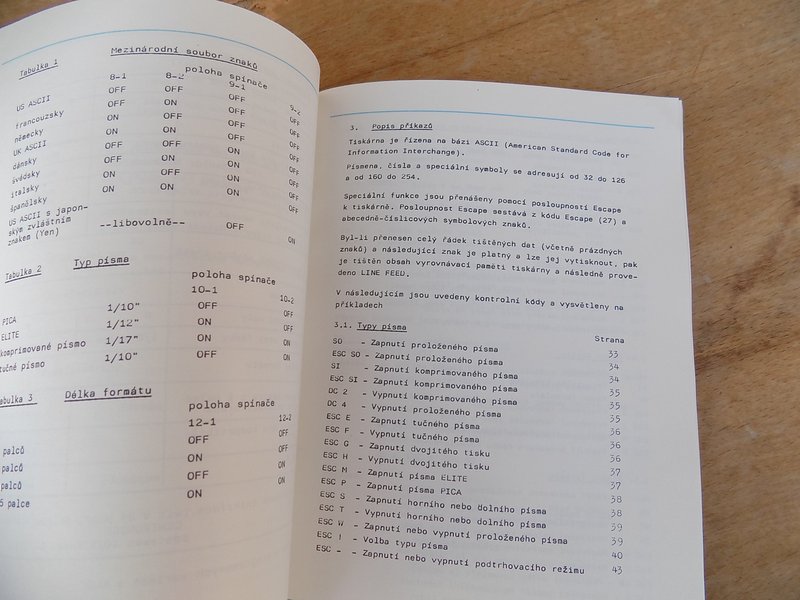 Mezinárodní soubor znaků
Tabulka 1
poloha spínače
8-1 8-2 9-1 9-2
US ASCII OFF OFF OFF OFF
francouzsky OFF ON OFF OFF
německy ON OFF OFF OFF
UK ASCII ON ON OFF OFF
dánsky OFF OFF ON OFF
švédsky OFF ON ON OFF
italsky ON OFF ON OFF
španělsky ON ON ON OFF
US ASCII s japon-
ským zvláštním
znakem (Yen) --libovolně-- OFF ON
Tabulka 2 Typ písma
poloha spínače
10-1 10-2
PICA 1/10" OFF OFF
ELITE 1/12" ON OFF
komprimované písmo 1/17" ON ON
tučné písmo 1/10" OFF ON
abulka 3 Délka formátu
poloha spínače
12-1 12-2
palců OFF OFF
palců ON OFF
palců OFF ON
palce ON ON
3. Popis příkazů
Tiskárna je řízena na bázi ASCII (American Standard Code for
Information Interchange).
Písmena, čísla a speciální symboly se adresují od 32 do 126
a od 160 do 254.
Speciální funkce jsou přenášeny pomocí posloupností Escape
k tiskárně. Posloupnost Escape sestává z kódu Escape (27) a
abecedně-číslicových symbolových znaků.
Byl-li přenesen celý řádek tištěných dat (včetně prázdných
znaků) a následující znak je platný a lze jej vytisknout, pak
je tištěn obsah vyrovnávací paměti tiskárny a následně prove-
deno LINE FEED.
V následujícím jsou uvedeny kontrolní kódy a vysvětleny na
příkladech
3.1. Typy písma Strana
SO - Zapnutí proloženého písma 33
ESC SO - Zapnutí proloženého písma 34
SI - Zapnutí komprimovaného písma 34
ESC SI - Zapnutí komprimovaného písma 35
DC 2 - Vypnutí komprimovaného písma 35
DC 4 - Vypnutí proloženého písma 35
ESC E - Zapnutí tučného písma 36
ESC F - Vypnutí tučného písma 36
ESC G - Zapnutí dvojitého tisku 36
ESC H - Vypnutí dvojitého tisku 37
ESC M - Zapnutí písma ELITE 37
ESC P - Zapnutí písma PICA 38
ESC S - Zapnutí horního nebo dolního písma 38
ESC T - Vypnutí horního nebo dolního písma 39
ESC W - Zapnutí nebo vypnutí proloženého písma 39
ESC ! - Volba typu písma 40
ESC - - Zapnutí nebo vypnutí podtrhovacího režimu 43